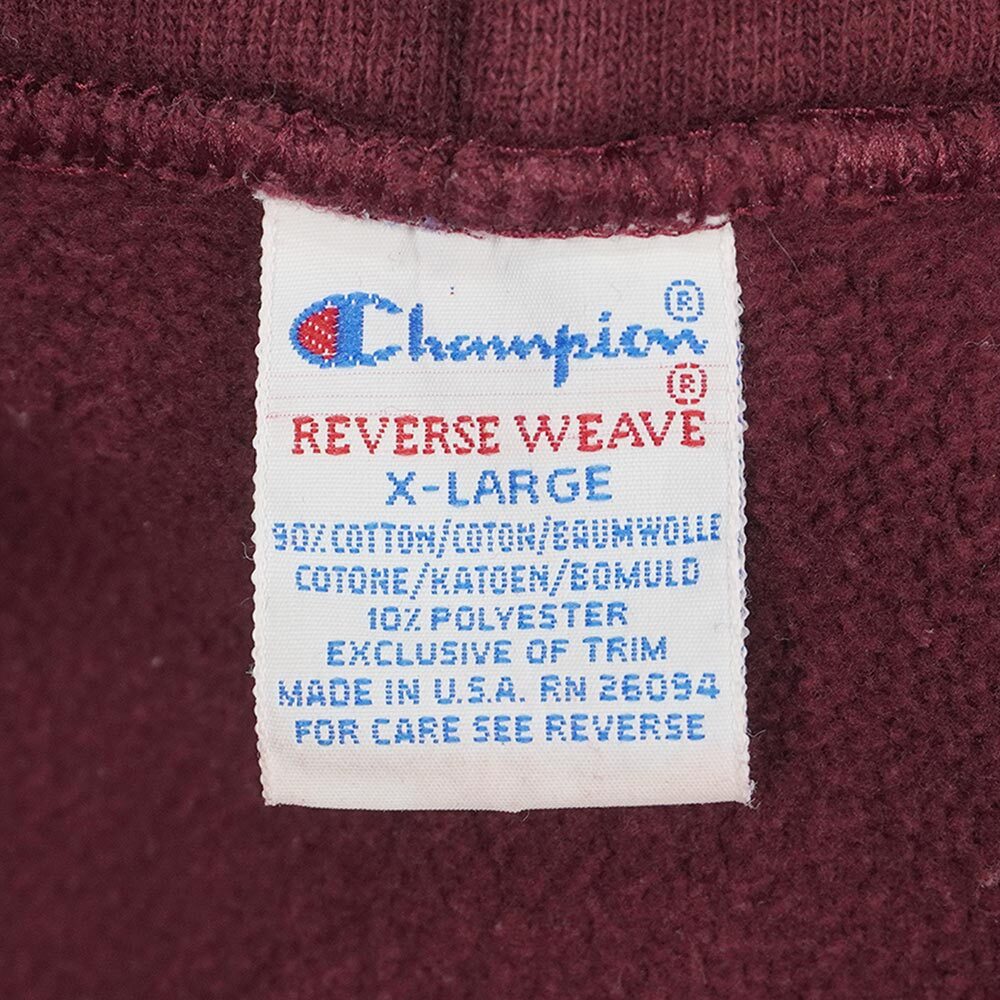 Champion®
REVERSE WEAVE®
X-LARGE
90% COTTON/COTON/BAUMWOLLE
COTONE/KATOEN/BOMULD
10% POLYESTER
EXCLUSIVE OF TRIM
MADE IN U.S.A. RN 26094
FOR CARE SEE REVERSE